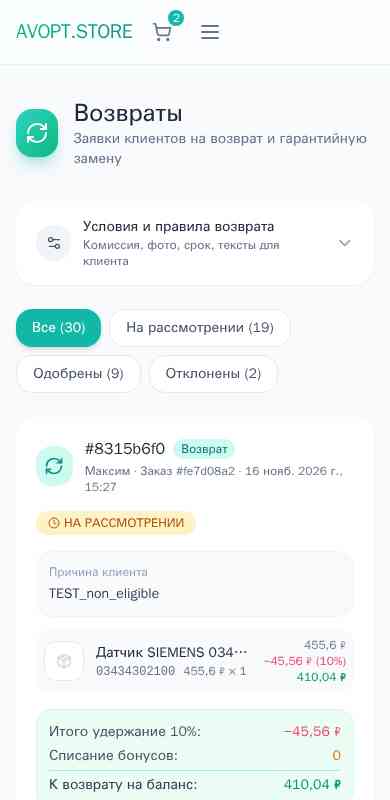 AVOPT.STORE
2
Возвраты
Заявки клиентов на возврат и гарантийную
замену
Условия и правила возврата
Комиссия, фото, срок, тексты для
клиента
Все (30)
На рассмотрении (19)
Одобрены (9)
Отклонены (2)
#8315b6f0 Возврат
Максим · Заказ #fe7d08a2 · 16 нояб. 2026 г.,
15:27
НА РАССМОТРЕНИИ
Причина клиента
TEST_non_eligible
Датчик SIEMENS 034···
03434302100 455,6 ₽ × 1
455,6 ₽
−45,56 ₽ (10%)
410,04 ₽
Итого удержание 10%: −45,56 ₽
Списание бонусов: 0
К возврату на баланс: 410,04 ₽